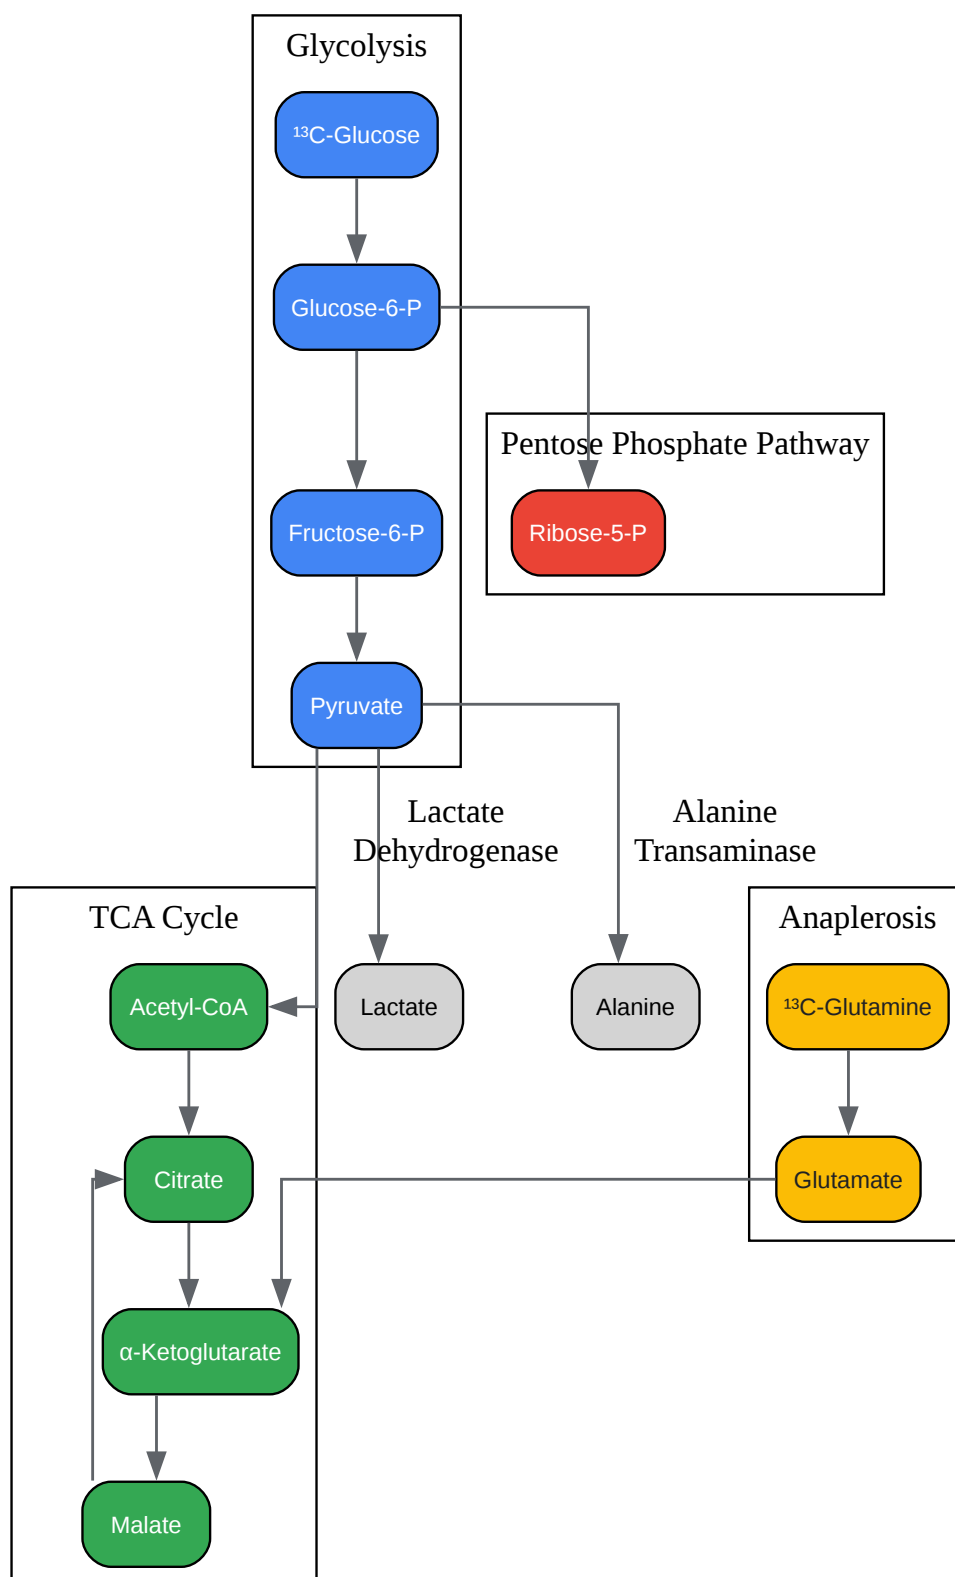 Glycolysis
¹³C-Glucose
Glucose-6-P
Pentose Phosphate Pathway
Fructose-6-P
Ribose-5-P
Pyruvate
Lactate
Dehydrogenase
Alanine
Transaminase
TCA Cycle
Anaplerosis
Acetyl-CoA
Lactate
Alanine
¹³C-Glutamine
Citrate
Glutamate
α-Ketoglutarate
Malate